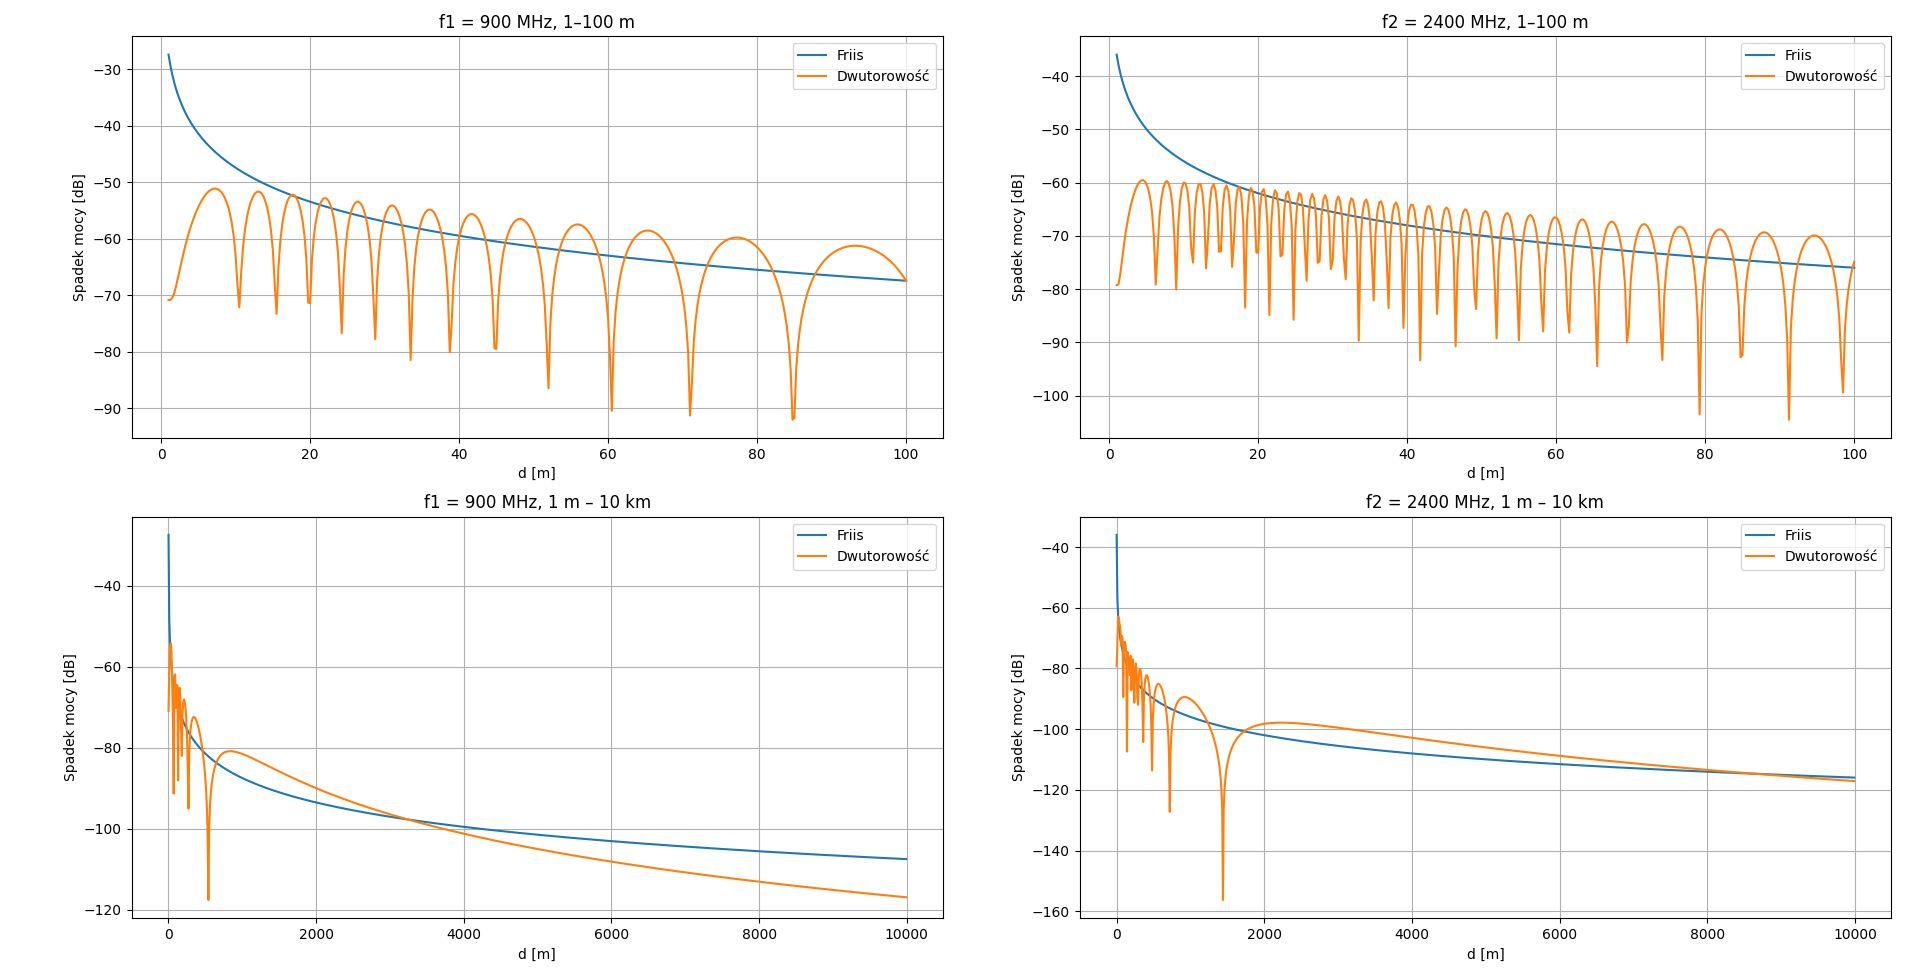 f1 = 900 MHz, 1–100 m
Friis
Dwutorowość
Spadek mocy [dB]
−30
−40
−50
−60
−70
−80
−90
0 20 40 60 80 100
d [m]
f2 = 2400 MHz, 1–100 m
Friis
Dwutorowość
Spadek mocy [dB]
−40
−50
−60
−70
−80
−90
−100
0 20 40 60 80 100
d [m]
f1 = 900 MHz, 1 m – 10 km
Friis
Dwutorowość
Spadek mocy [dB]
−40
−60
−80
−100
−120
0 2000 4000 6000 8000 10000
d [m]
f2 = 2400 MHz, 1 m – 10 km
Friis
Dwutorowość
Spadek mocy [dB]
−40
−60
−80
−100
−120
−140
−160
0 2000 4000 6000 8000 10000
d [m]